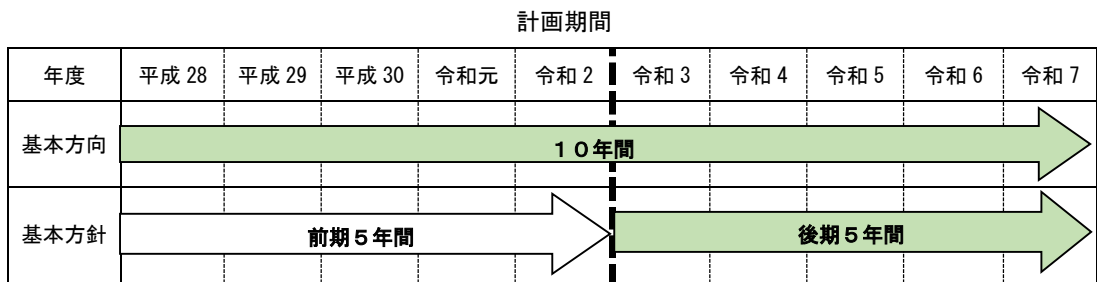 計画期間
年度 平成 28 平成 29 平成 30 令和元 令和 2 令和 3 令和 4 令和 5 令和 6 令和 7
基本方向 １０年間
基本方針 前期５年間 後期５年間